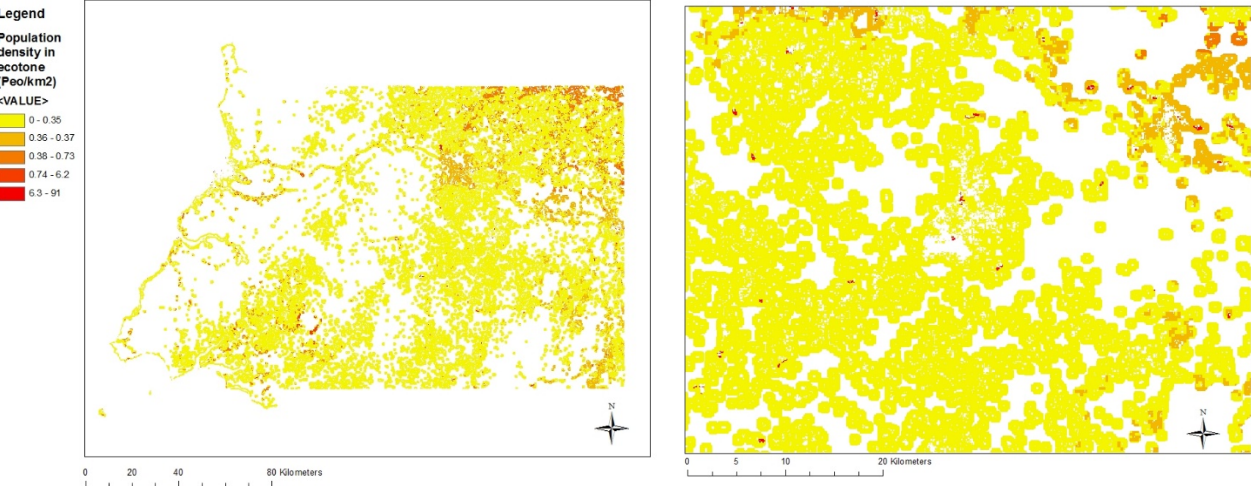 Legend
Population
density in
ecotone
(Peo/km2)
<VALUE>
0 - 0.35
0.36 - 0.37
0.38 - 0.73
0.74 - 6.2
6.3 - 91
N
0 20 40 80 Kilometers
N
0 5 10 20 Kilometers